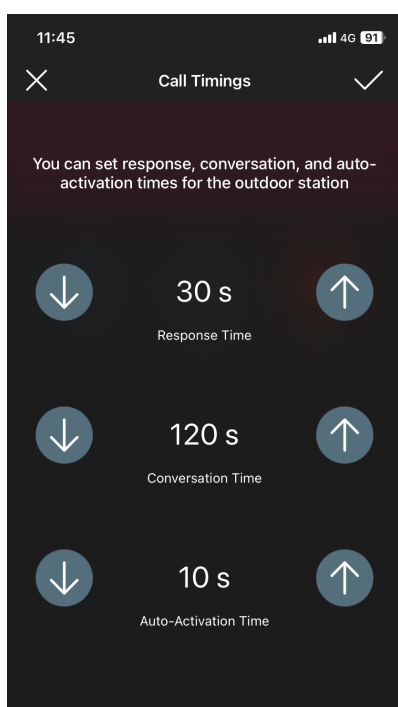 11:45
4G 91
Call Timings
You can set response, conversation, and auto-
activation times for the outdoor station
30 s
Response Time
120 s
Conversation Time
10 s
Auto-Activation Time